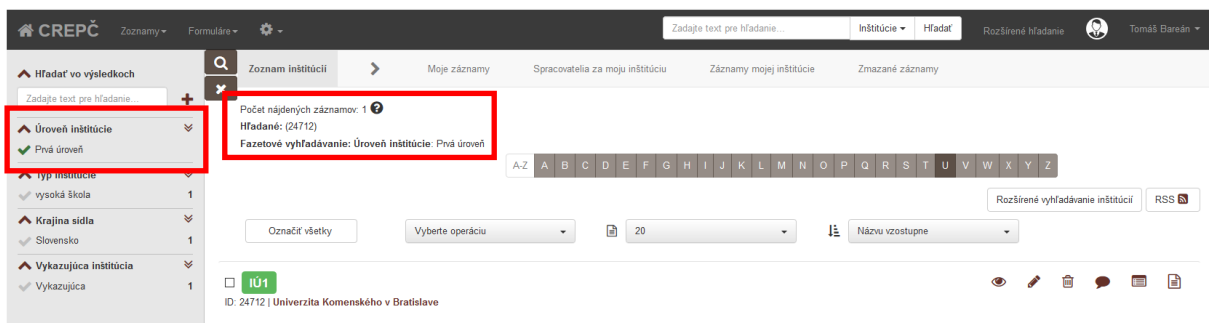 CREPČ Zoznamy Formuláre Zadajte text pre hľadanie... Inštitúcie Hľadať Rozšírené hľadanie Tomáš Bareán
Hľadať vo výsledkoch
Zadajte text pre hľadanie...
Úroveň inštitúcie
Prvá úroveň
Typ inštitúcie
vysoká škola 1
Krajina sídla
Slovensko 1
Vykazujúca inštitúcia
Vykazujúca 1
Zoznam inštitúcií Moje záznamy Spracovatelia za moju inštitúciu Záznamy mojej inštitúcie Zmazané záznamy
Počet nájdených záznamov: 1
Hľadané: (24712)
Fazetové vyhľadávanie: Úroveň inštitúcie: Prvá úroveň
A-Z A B C D E F G H I J K L M N O P Q R S T U V W X Y Z
Rozšírené vyhľadávanie inštitúcií RSS
Označiť všetky Vyberte operáciu 20 Názvu vzostupne
IÚ1
ID: 24712 | Univerzita Komenského v Bratislave